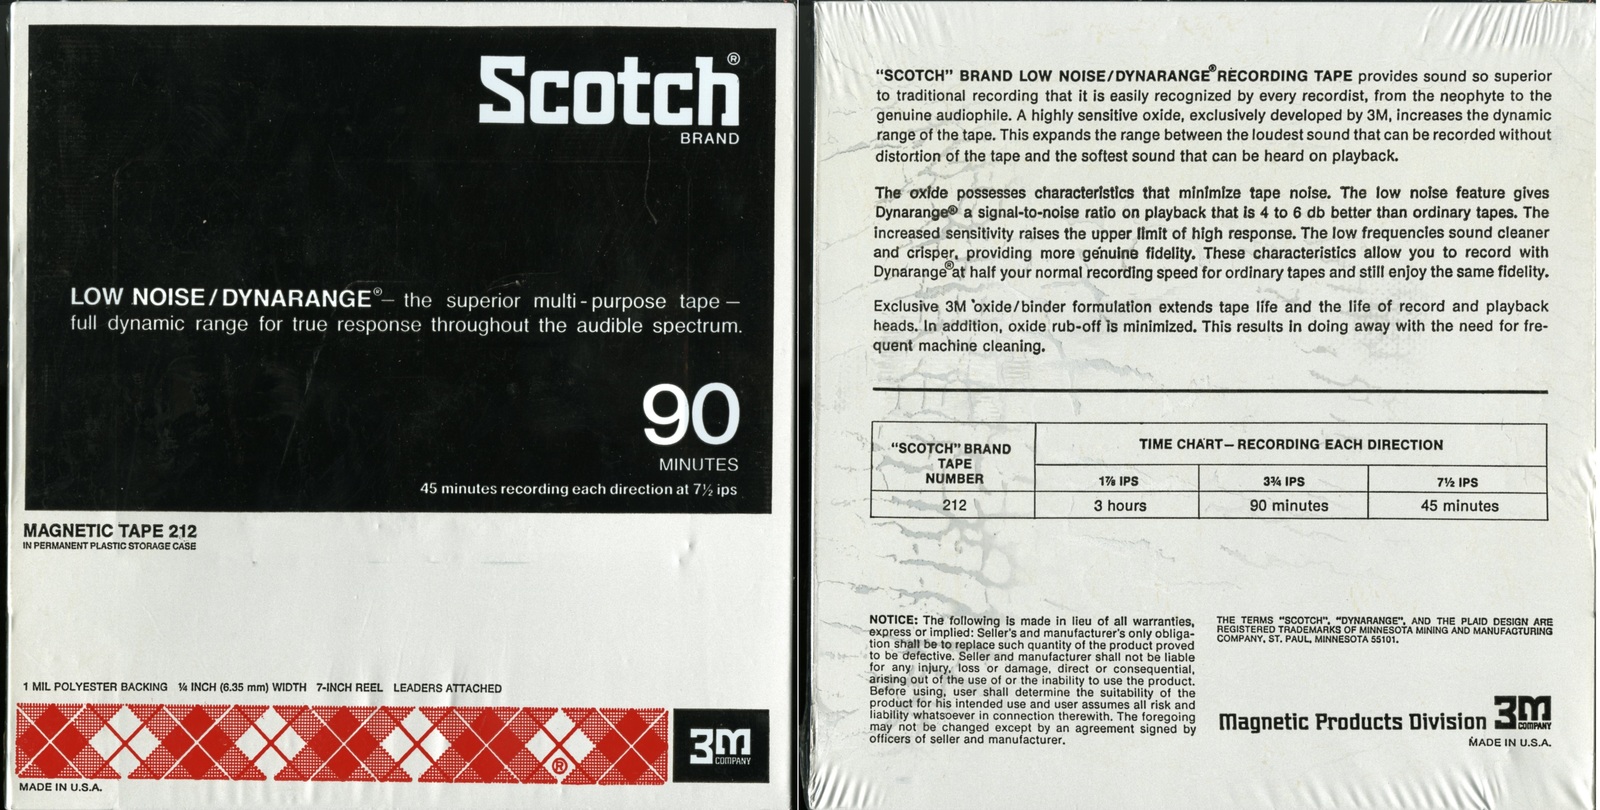 Scotch®
BRAND
LOW NOISE/DYNARANGE®— the superior multi-purpose tape —
full dynamic range for true response throughout the audible spectrum.
90
MINUTES
45 minutes recording each direction at 7½ ips
MAGNETIC TAPE 212
IN PERMANENT PLASTIC STORAGE CASE
1 MIL POLYESTER BACKING ¼ INCH (6.35 mm) WIDTH 7-INCH REEL LEADERS ATTACHED
®
3M
COMPANY
MADE IN U.S.A.
“SCOTCH” BRAND LOW NOISE/DYNARANGE® RECORDING TAPE provides sound so superior
to traditional recording that it is easily recognized by every recordist, from the neophyte to the
genuine audiophile. A highly sensitive oxide, exclusively developed by 3M, increases the dynamic
range of the tape. This expands the range between the loudest sound that can be recorded without
distortion of the tape and the softest sound that can be heard on playback.
The oxide possesses characteristics that minimize tape noise. The low noise feature gives
Dynarange® a signal-to-noise ratio on playback that is 4 to 6 db better than ordinary tapes. The
increased sensitivity raises the upper limit of high response. The low frequencies sound cleaner
and crisper, providing more genuine fidelity. These characteristics allow you to record with
Dynarange® at half your normal recording speed for ordinary tapes and still enjoy the same fidelity.
Exclusive 3M oxide/binder formulation extends tape life and the life of record and playback
heads. In addition, oxide rub-off is minimized. This results in doing away with the need for fre-
quent machine cleaning.
“SCOTCH” BRAND
TAPE
NUMBER
TIME CHART—RECORDING EACH DIRECTION
1⅞ IPS 3¾ IPS 7½ IPS
212 3 hours 90 minutes 45 minutes
NOTICE: The following is made in lieu of all warranties,
express or implied: Seller's and manufacturer's only obliga-
tion shall be to replace such quantity of the product proved
to be defective. Seller and manufacturer shall not be liable
for any injury, loss or damage, direct or consequential,
arising out of the use of or the inability to use the product.
Before using, user shall determine the suitability of the
product for his intended use and user assumes all risk and
liability whatsoever in connection therewith. The foregoing
may not be changed except by an agreement signed by
officers of seller and manufacturer.
THE TERMS “SCOTCH”, “DYNARANGE”, AND THE PLAID DESIGN ARE
REGISTERED TRADEMARKS OF MINNESOTA MINING AND MANUFACTURING
COMPANY, ST. PAUL, MINNESOTA 55101.
Magnetic Products Division 3M
COMPANY
MADE IN U.S.A.